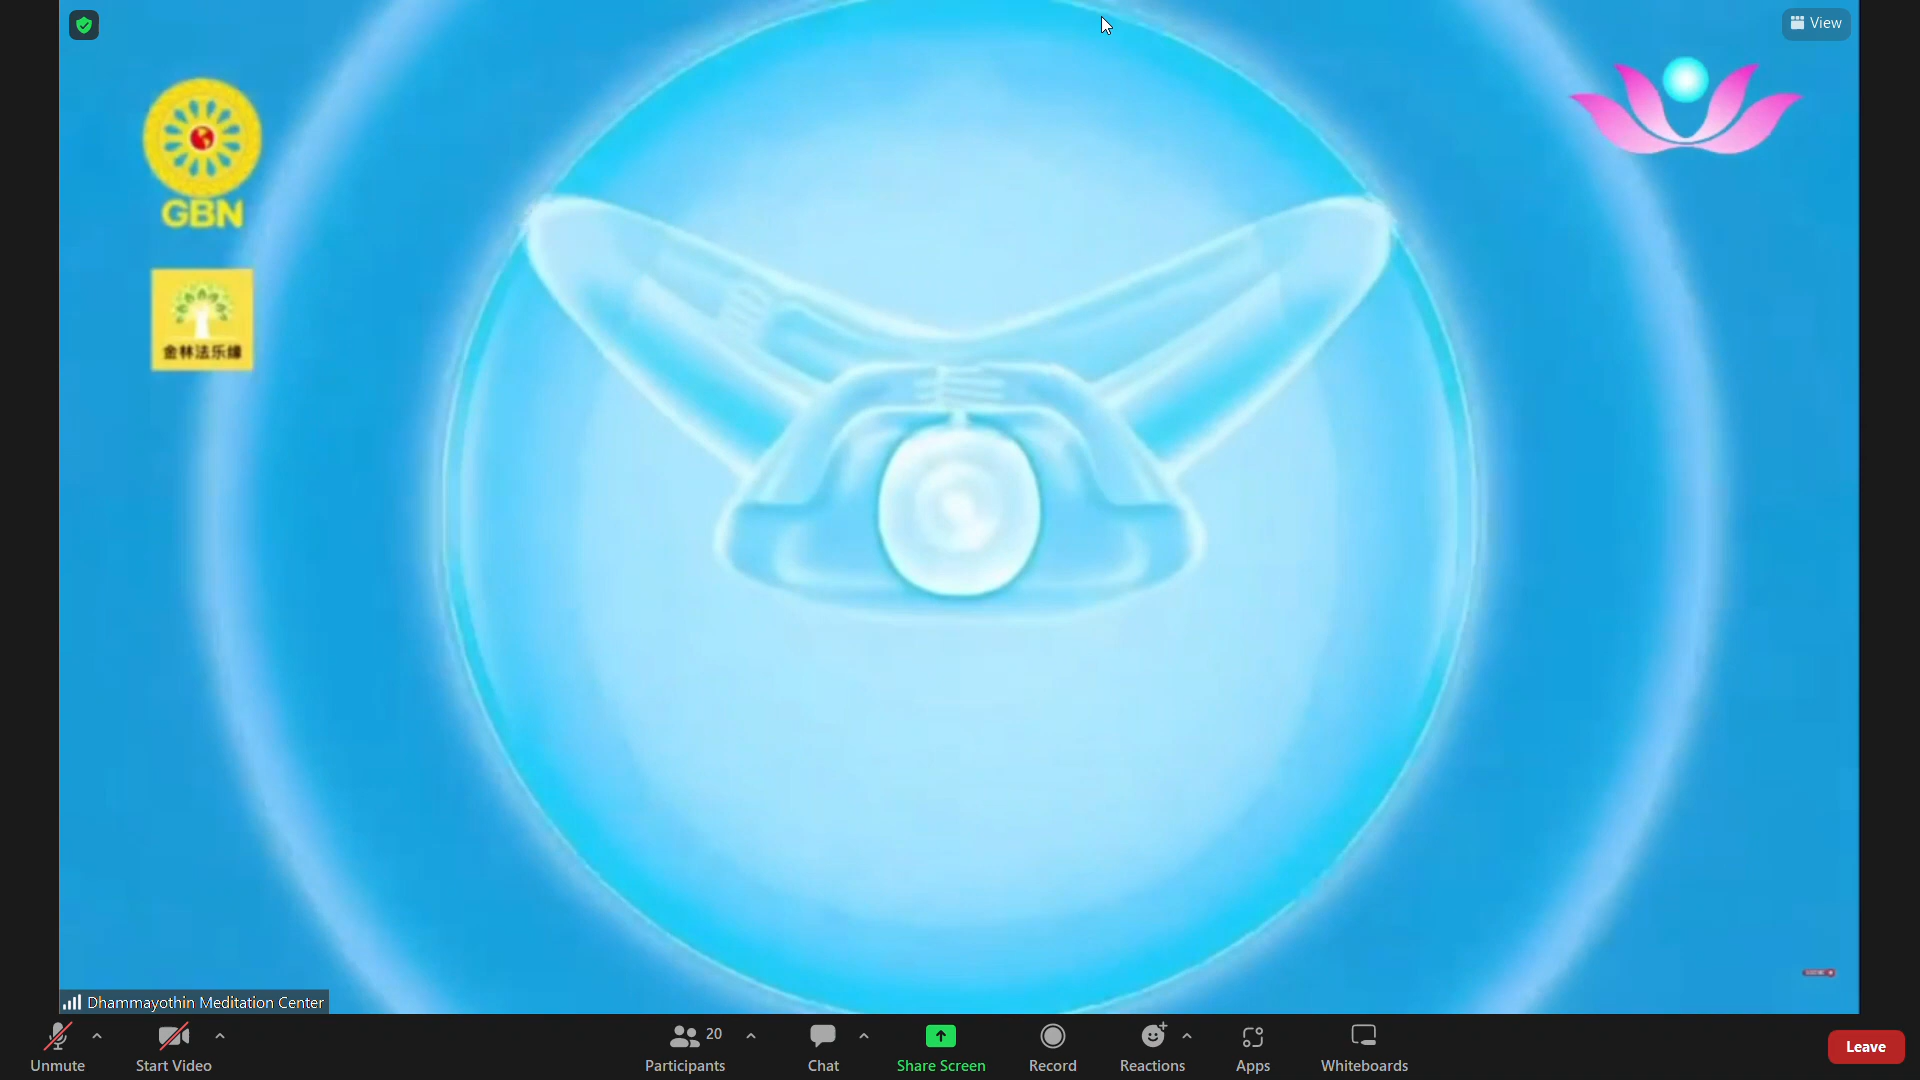 View
GBN
金林法乐缘
Dhammayothin Meditation Center
Unmute
Start Video
20
Participants
Chat
Share Screen
Record
Reactions
Apps
Whiteboards
Leave